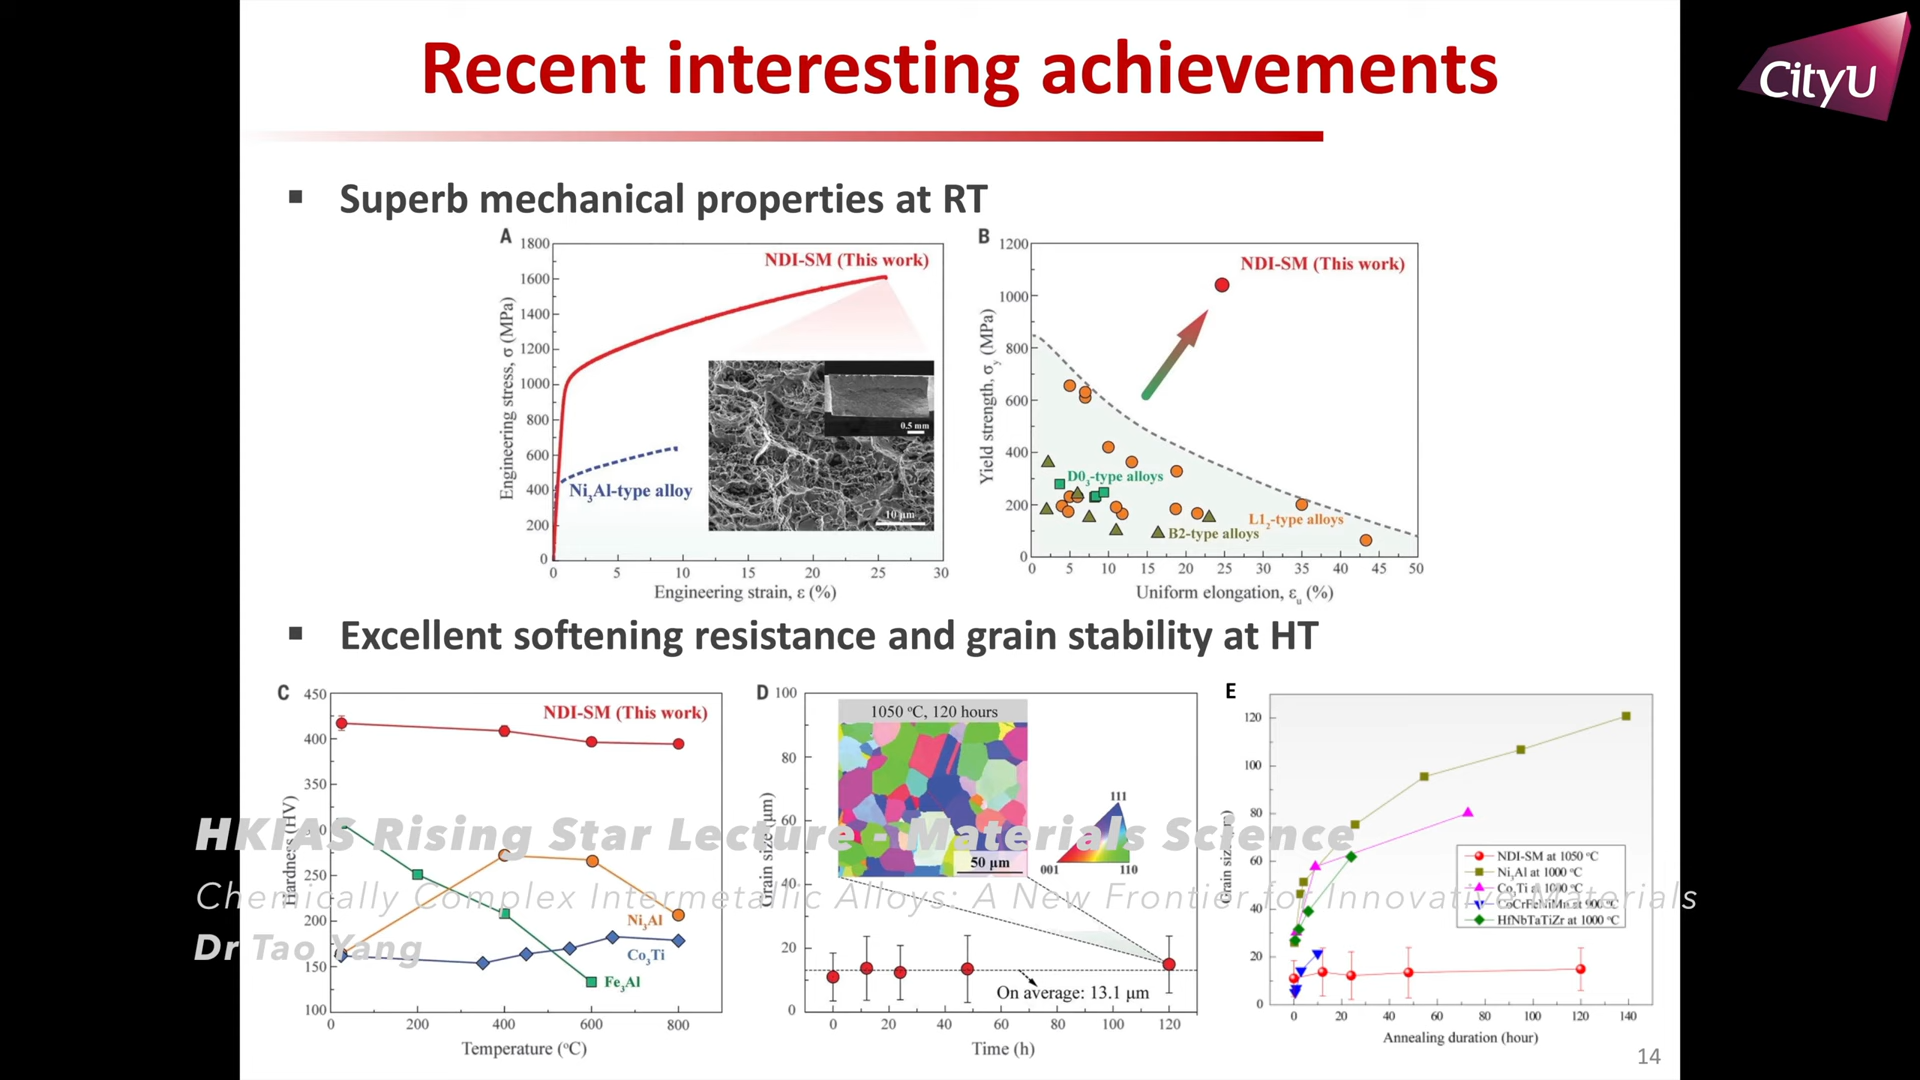 Recent interesting achievements
CityU
▪ Superb mechanical properties at RT
A
1800
1600
1400
1200
1000
800
600
400
200
0
Engineering stress, σ (MPa)
NDI-SM (This work)
Ni3Al-type alloy
0.5 mm
10 μm
0 5 10 15 20 25 30
Engineering strain, ε (%)
B
1200
1000
800
600
400
200
0
Yield strength, σy (MPa)
NDI-SM (This work)
D03-type alloys
L12-type alloys
B2-type alloys
0 5 10 15 20 25 30 35 40 45 50
Uniform elongation, εu (%)
▪ Excellent softening resistance and grain stability at HT
C
450
400
350
300
250
200
150
100
Hardness (HV)
NDI-SM (This work)
Ni3Al
Co3Ti
Fe3Al
0 200 400 600 800
Temperature (°C)
D
100
80
60
40
20
0
Grain size (μm)
1050 °C, 120 hours
50 μm
111
001 110
On average: 13.1 μm
0 20 40 60 80 100 120
Time (h)
E
120
100
80
60
40
20
0
Grain size
NDI-SM at 1050 °C
Ni3Al at 1000 °C
Co3Ti at 1000 °C
CoCrFeNiMn at 900 °C
HfNbTaTiZr at 1000 °C
0 20 40 60 80 100 120 140
Annealing duration (hour)
HKIAS Rising Star Lecture - Materials Science
Chemically Complex Intermetallic Alloys: A New Frontier for Innovative Materials
Dr Tao Yang
14